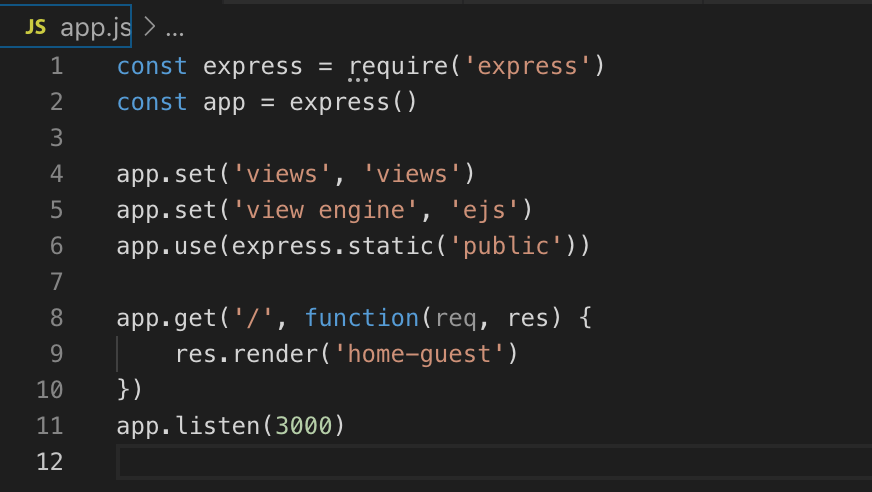 JS app.js > ...
1 const express = require('express')
2 const app = express()
3
4 app.set('views', 'views')
5 app.set('view engine', 'ejs')
6 app.use(express.static('public'))
7
8 app.get('/', function(req, res) {
9     res.render('home-guest')
10 })
11 app.listen(3000)
12